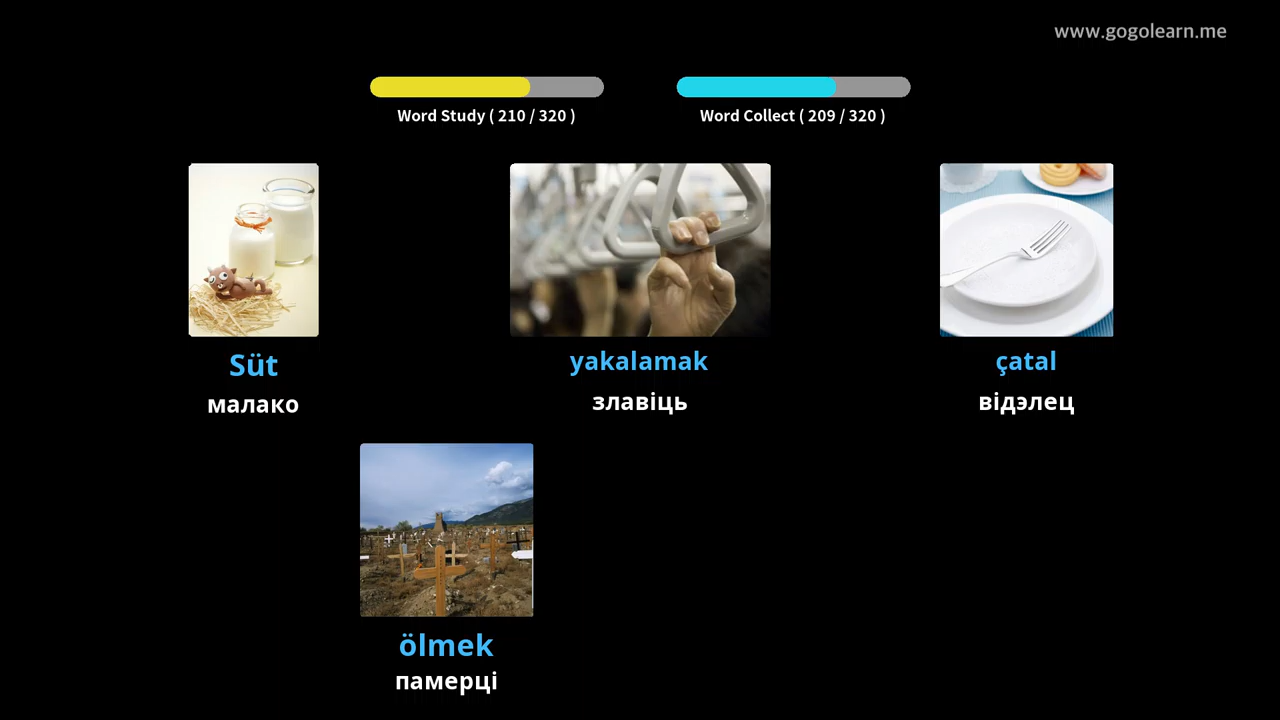 www.gogolearn.me
Word Study ( 210 / 320 )
Word Collect ( 209 / 320 )
Süt
yakalamak
çatal
малако
злавіць
відэлец
ölmek
памерці